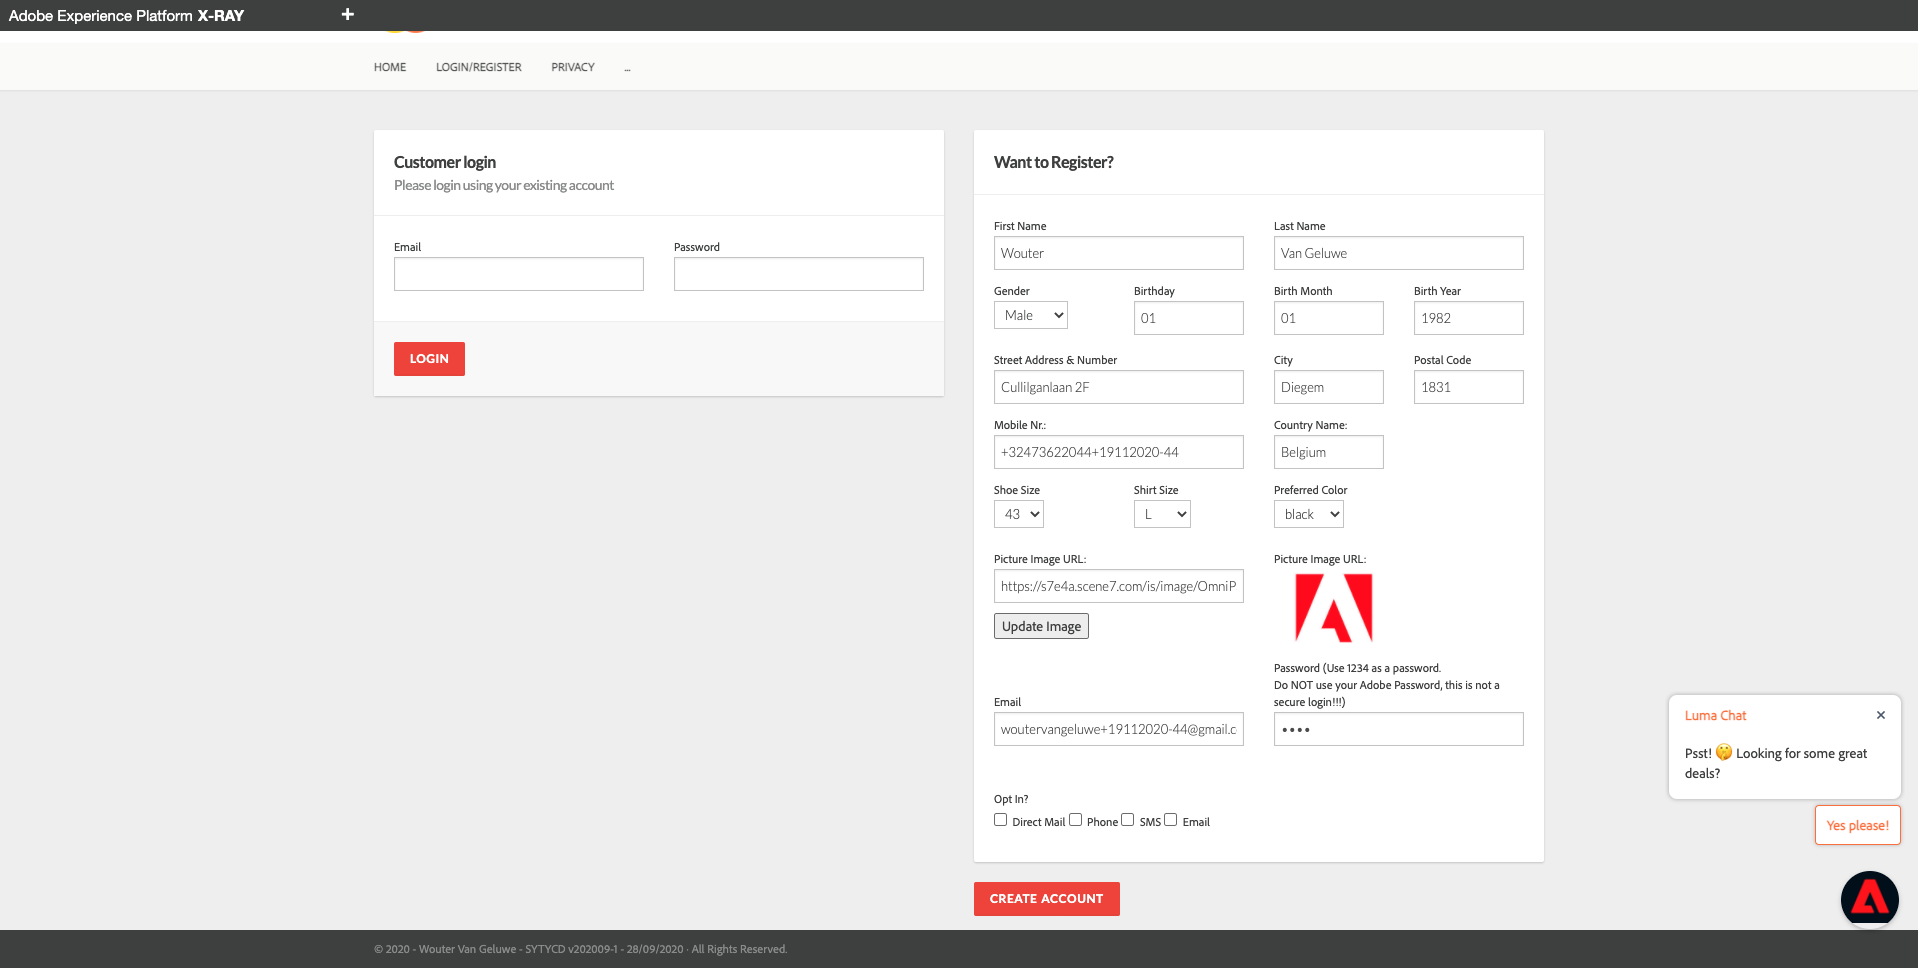 Adobe Experience Platform X-RAY
HOME LOGIN/REGISTER PRIVACY ...
Customer login
Please login using your existing account
Email Password
LOGIN
Want to Register?
First Name Last Name
Wouter Van Geluwe
Gender Birthday Birth Month Birth Year
Male 01 01 1982
Street Address & Number City Postal Code
Cullilganlaan 2F Diegem 1831
Mobile Nr.: Country Name:
+32473622044+19112020-44 Belgium
Shoe Size Shirt Size Preferred Color
43 L black
Picture Image URL: Picture Image URL:
https://s7e4a.scene7.com/is/image/OmniP
Update Image
Password (Use 1234 as a password.
Do NOT use your Adobe Password, this is not a
secure login!!!)
Email
woutervangeluwe+19112020-44@gmail.c
••••
Opt In?
Direct Mail Phone SMS Email
CREATE ACCOUNT
Luma Chat
Psst! 🤫 Looking for some great
deals?
Yes please!
© 2020 - Wouter Van Geluwe - SYTYCD v202009-1 - 28/09/2020 · All Rights Reserved.